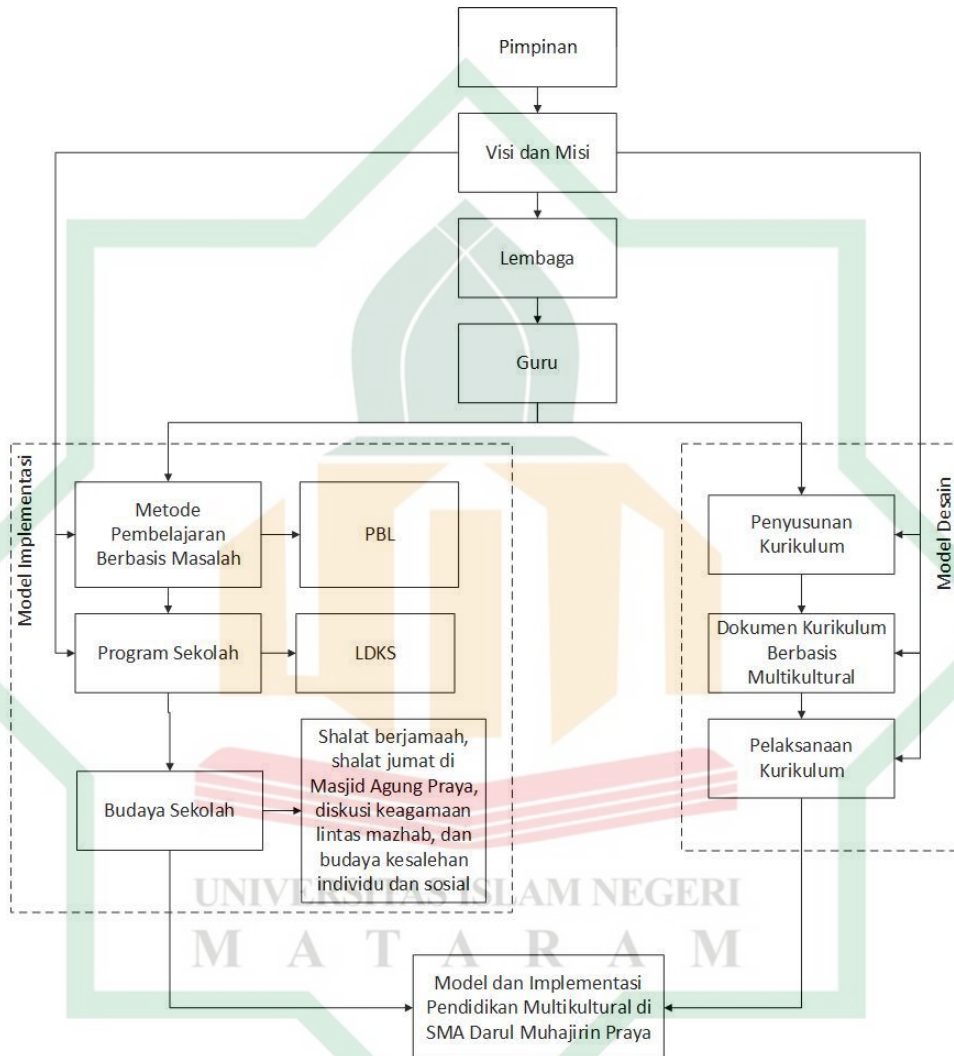 Pimpinan
Visi dan Misi
Lembaga
Guru
Model Implementasi
Metode
Pembelajaran
Berbasis Masalah
PBL
Program Sekolah
LDKS
Budaya Sekolah
Shalat berjamaah,
shalat jumat di
Masjid Agung Praya,
diskusi keagamaan
lintas mazhab, dan
budaya kesalehan
individu dan sosial
Model Desain
Penyusunan
Kurikulum
Dokumen Kurikulum
Berbasis
Multikultural
Pelaksanaan
Kurikulum
UNIVERSITAS ISLAM NEGERI
MATARAM
Model dan Implementasi
Pendidikan Multikultural di
SMA Darul Muhajirin Praya